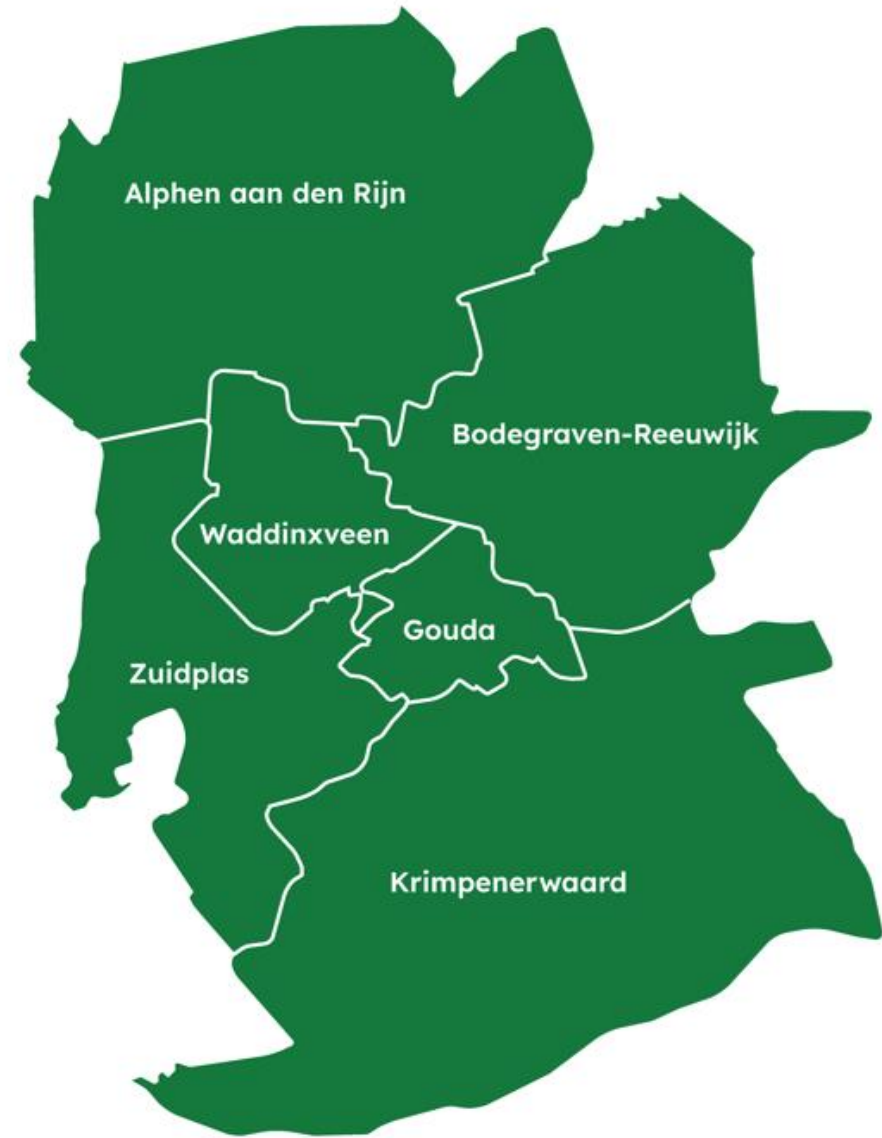 Alphen aan den Rijn
Bodegraven-Reeuwijk
Waddinxveen
Gouda
Zuidplas
Krimpenerwaard